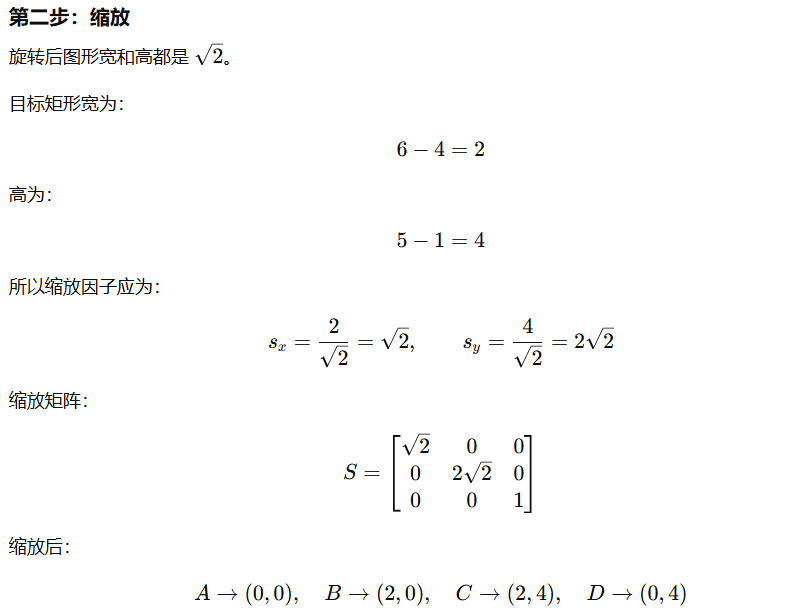 第二步：缩放
旋转后图形宽和高都是 $\sqrt{2}$。
目标矩形宽为：
$6 - 4 = 2$
高为：
$5 - 1 = 4$
所以缩放因子应为：
$s_x = \frac{2}{\sqrt{2}} = \sqrt{2}, \qquad s_y = \frac{4}{\sqrt{2}} = 2\sqrt{2}$
缩放矩阵：
$S = \begin{bmatrix} \sqrt{2} & 0 & 0 \\ 0 & 2\sqrt{2} & 0 \\ 0 & 0 & 1 \end{bmatrix}$
缩放后：
$A \to (0,0), \quad B \to (2,0), \quad C \to (2,4), \quad D \to (0,4)$